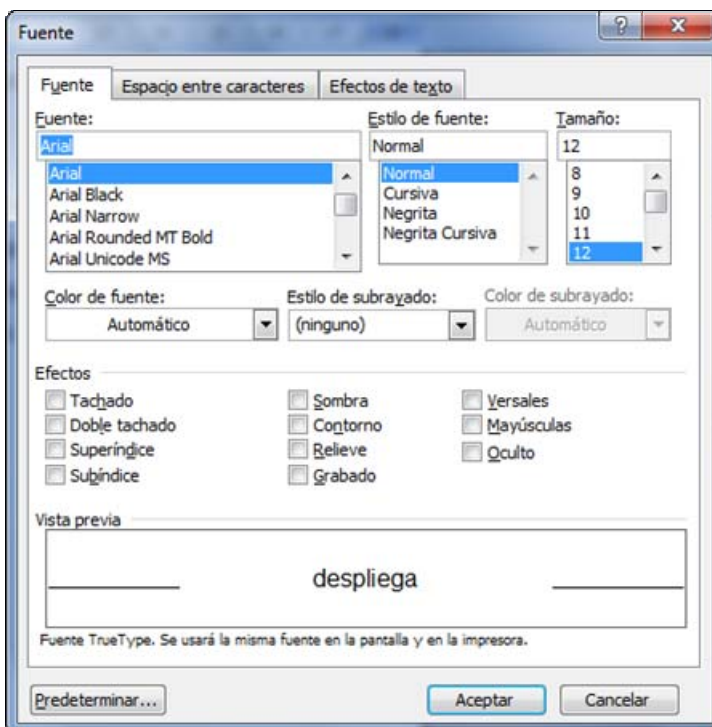 Fuente
Fuente Espacio entre caracteres Efectos de texto
Fuente: Estilo de fuente: Tamaño:
Arial Normal 12
Arial Normal 8
Arial Black Cursiva 9
Arial Narrow Negrita 10
Arial Rounded MT Bold Negrita Cursiva 11
Arial Unicode MS 12
Color de fuente: Estilo de subrayado: Color de subrayado:
Automático (ninguno) Automático
Efectos
Tachado Sombra Versales
Doble tachado Contorno Mayúsculas
Superíndice Relieve Oculto
Subíndice Grabado
Vista previa
despliega
Fuente TrueType. Se usará la misma fuente en la pantalla y en la impresora.
Predeterminar... Aceptar Cancelar